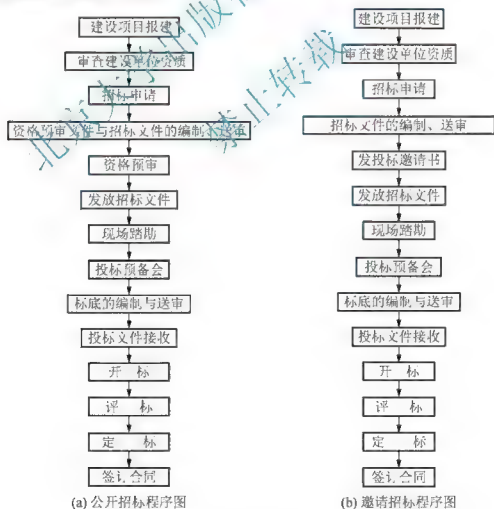 建设项目报建
审查建设单位资质
招标申请
资格预审文件与招标文件的编制、送审
资格预审
发放招标文件
现场踏勘
投标预备会
标底的编制与送审
投标文件接收
开 标
评 标
定 标
签订合同
(a) 公开招标程序图
建设项目报建
审查建设单位资质
招标申请
招标文件的编制、送审
发投标邀请书
发放招标文件
现场踏勘
投标预备会
标底的编制与送审
投标文件接收
开 标
评 标
定 标
签订合同
(b) 邀请招标程序图
禁止转载